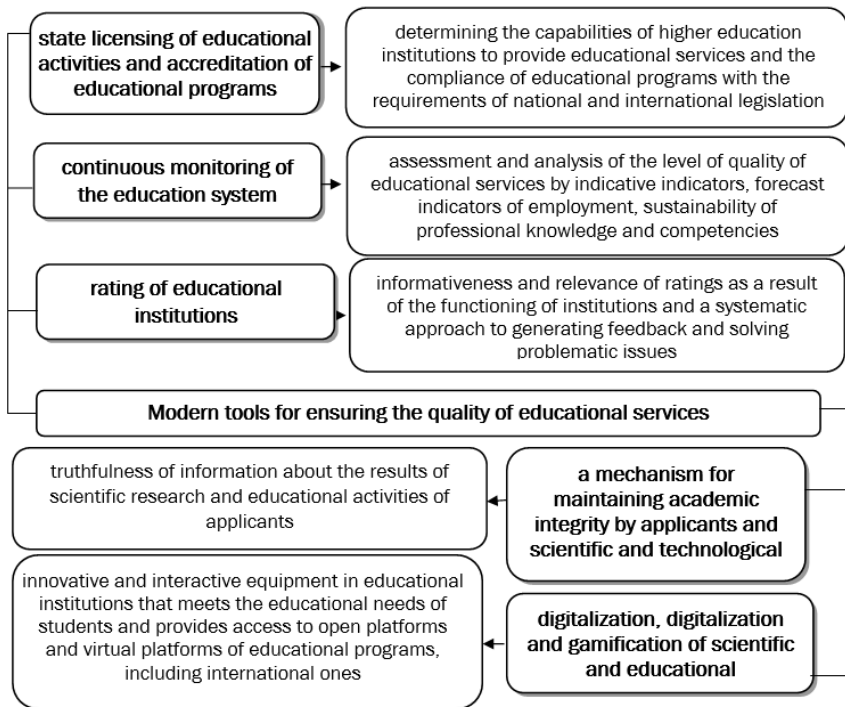 state licensing of educational
activities and accreditation of
educational programs
determining the capabilities of higher education
institutions to provide educational services and the
compliance of educational programs with the
requirements of national and international legislation
continuous monitoring of
the education system
assessment and analysis of the level of quality of
educational services by indicative indicators, forecast
indicators of employment, sustainability of
professional knowledge and competencies
rating of educational
institutions
informativeness and relevance of ratings as a result
of the functioning of institutions and a systematic
approach to generating feedback and solving
problematic issues
Modern tools for ensuring the quality of educational services
truthfulness of information about the results of
scientific research and educational activities of
applicants
a mechanism for
maintaining academic
integrity by applicants and
scientific and technological
innovative and interactive equipment in educational
institutions that meets the educational needs of
students and provides access to open platforms
and virtual platforms of educational programs,
including international ones
digitalization, digitalization
and gamification of scientific
and educational